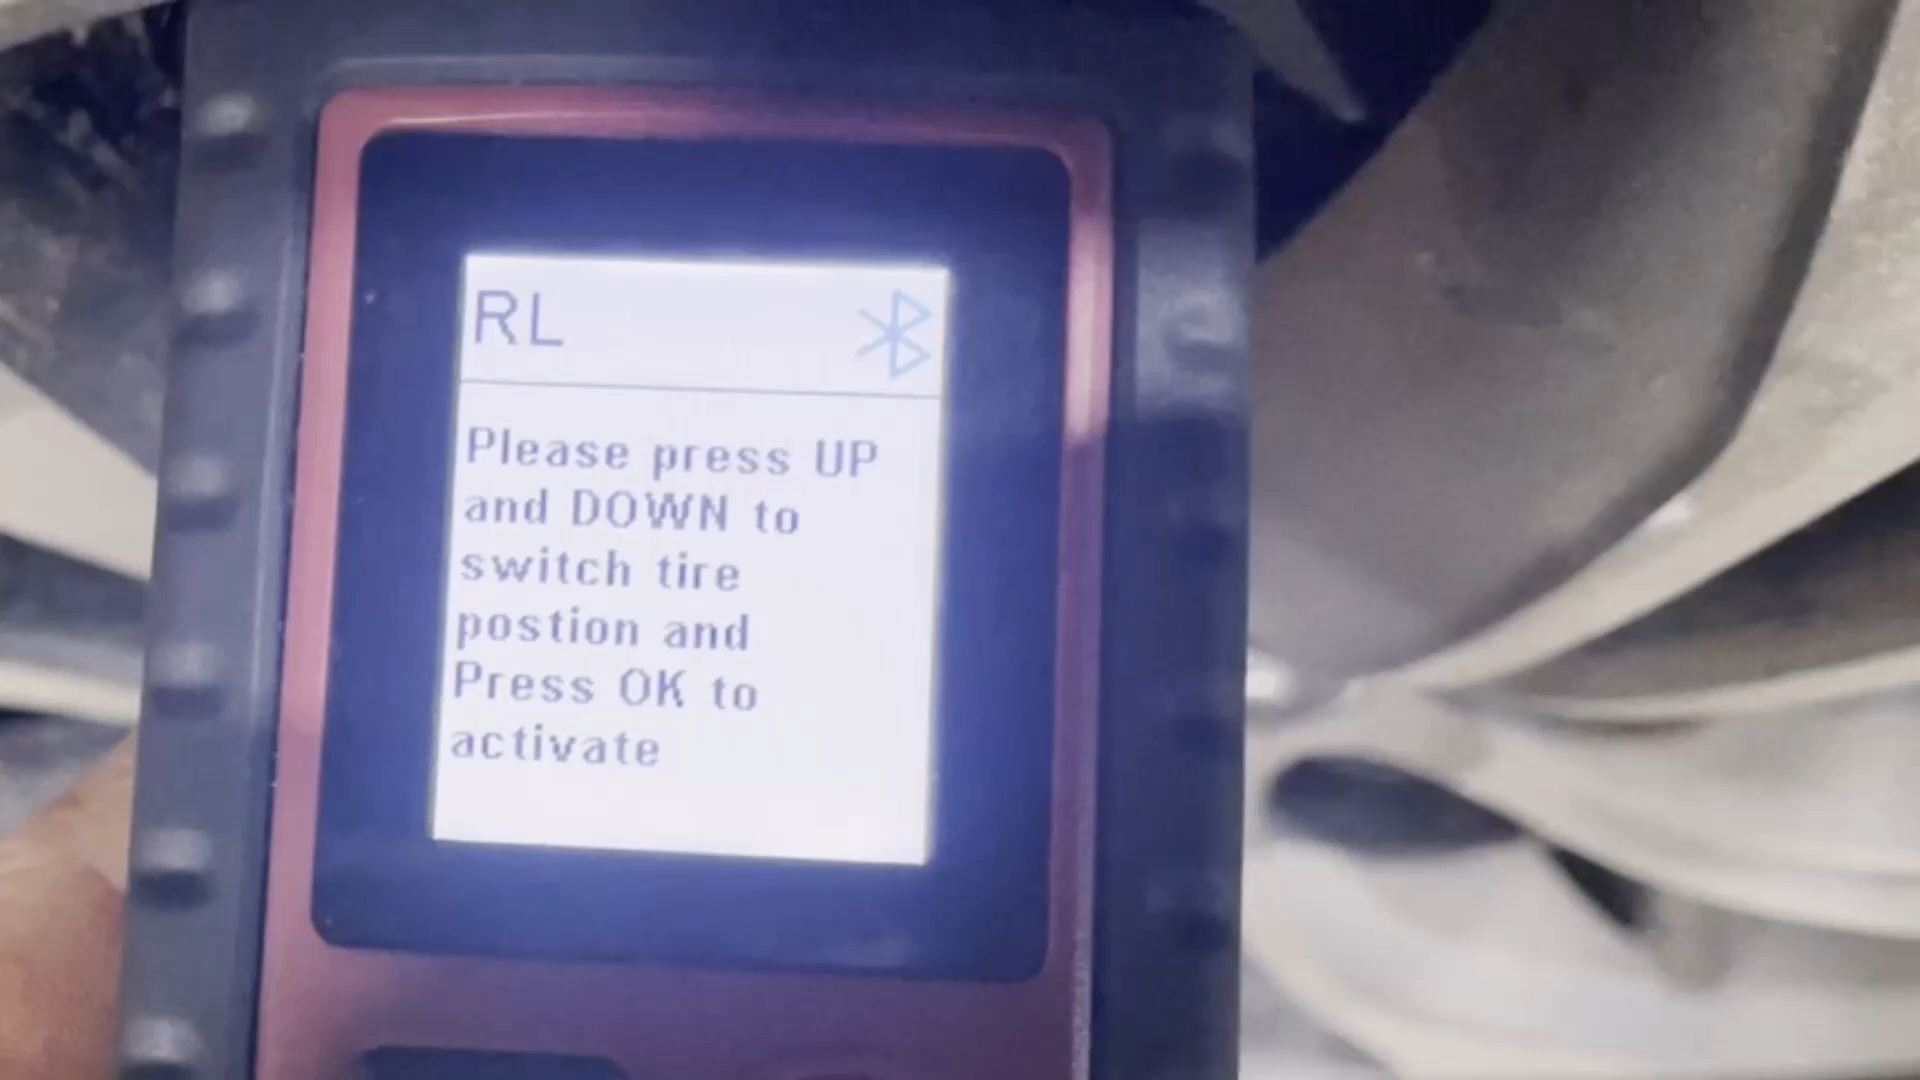 RL
Please press UP
and DOWN to
switch tire
postion and
Press OK to
activate